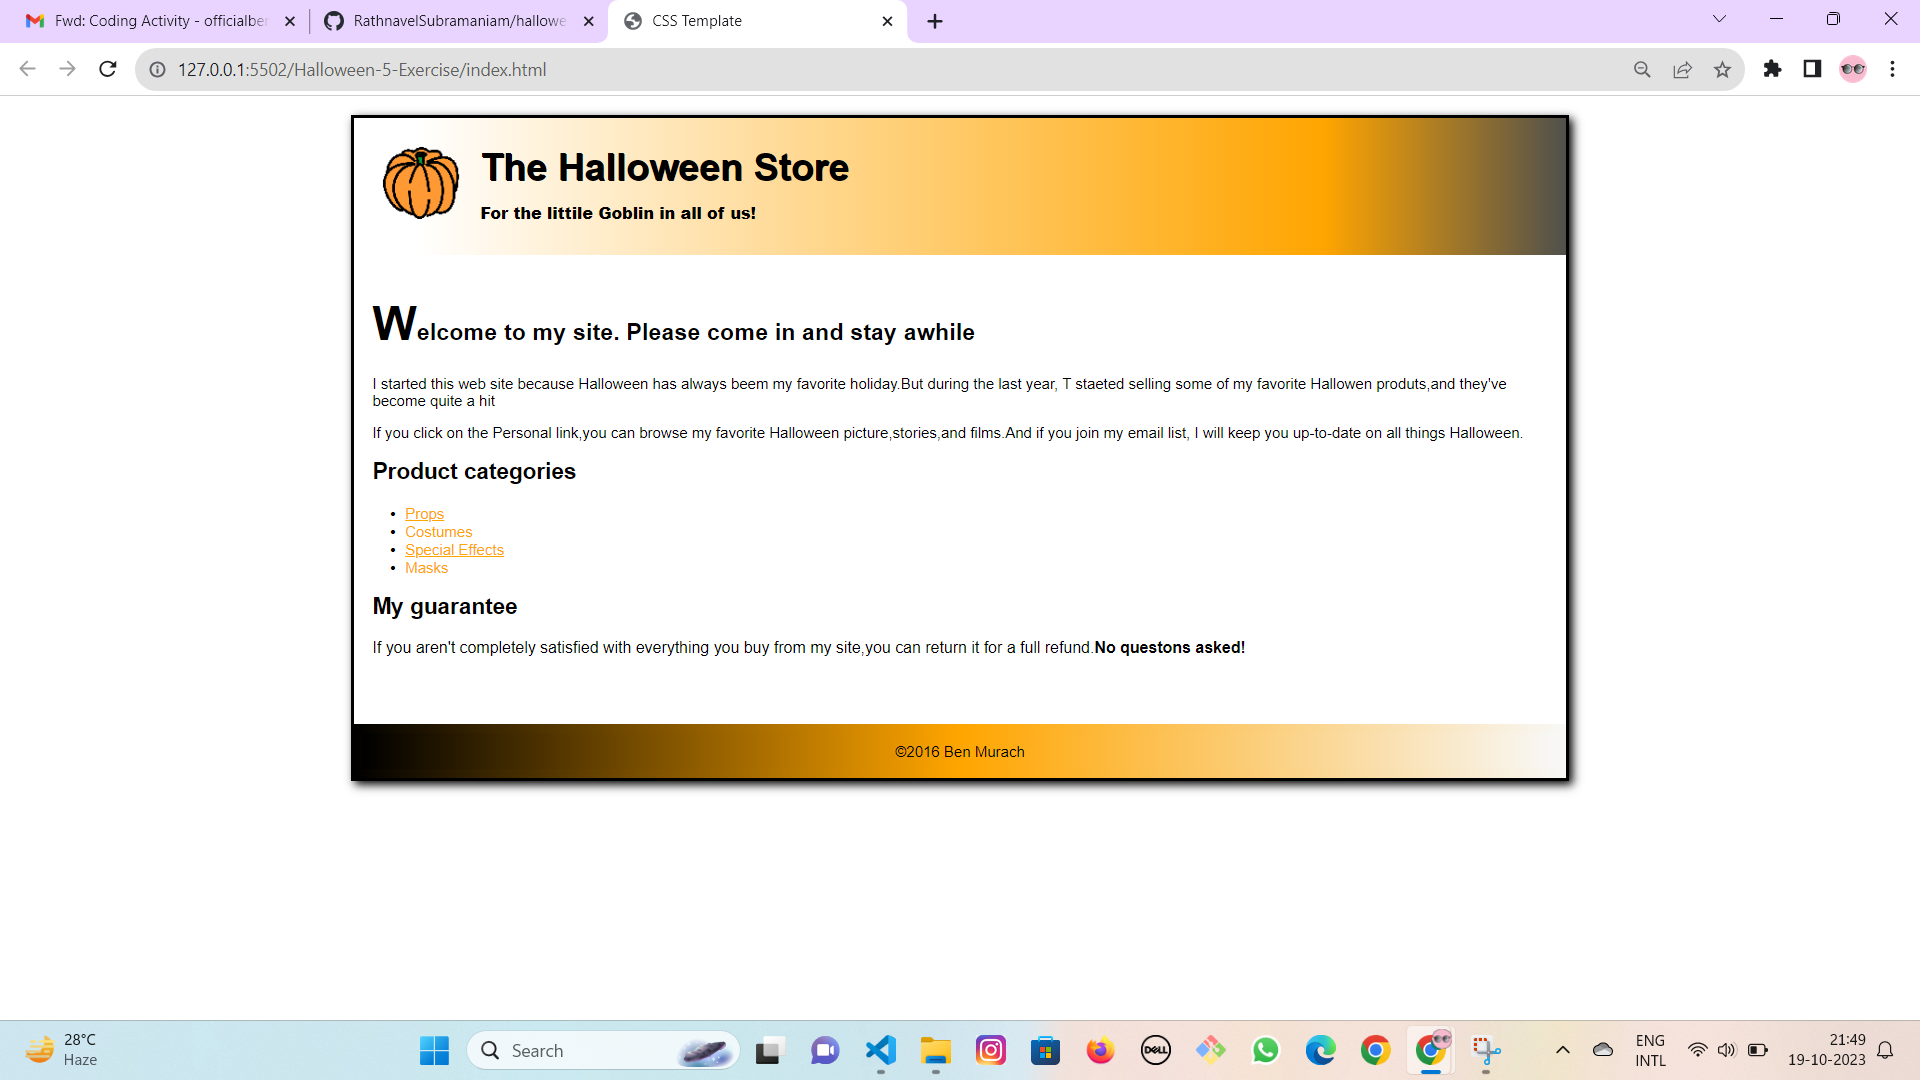 Fwd: Coding Activity - officialber
RathnavelSubramaniam/hallowe
CSS Template
127.0.0.1:5502/Halloween-5-Exercise/index.html
The Halloween Store
For the littile Goblin in all of us!
Welcome to my site. Please come in and stay awhile
I started this web site because Halloween has always beem my favorite holiday.But during the last year, T staeted selling some of my favorite Hallowen produts,and they've
become quite a hit
If you click on the Personal link,you can browse my favorite Halloween picture,stories,and films.And if you join my email list, I will keep you up-to-date on all things Halloween.
Product categories
• Props
• Costumes
• Special Effects
• Masks
My guarantee
If you aren't completely satisfied with everything you buy from my site,you can return it for a full refund.No questons asked!
©2016 Ben Murach
28°C
Haze
Search
DELL
ENG
INTL
21:49
19-10-2023